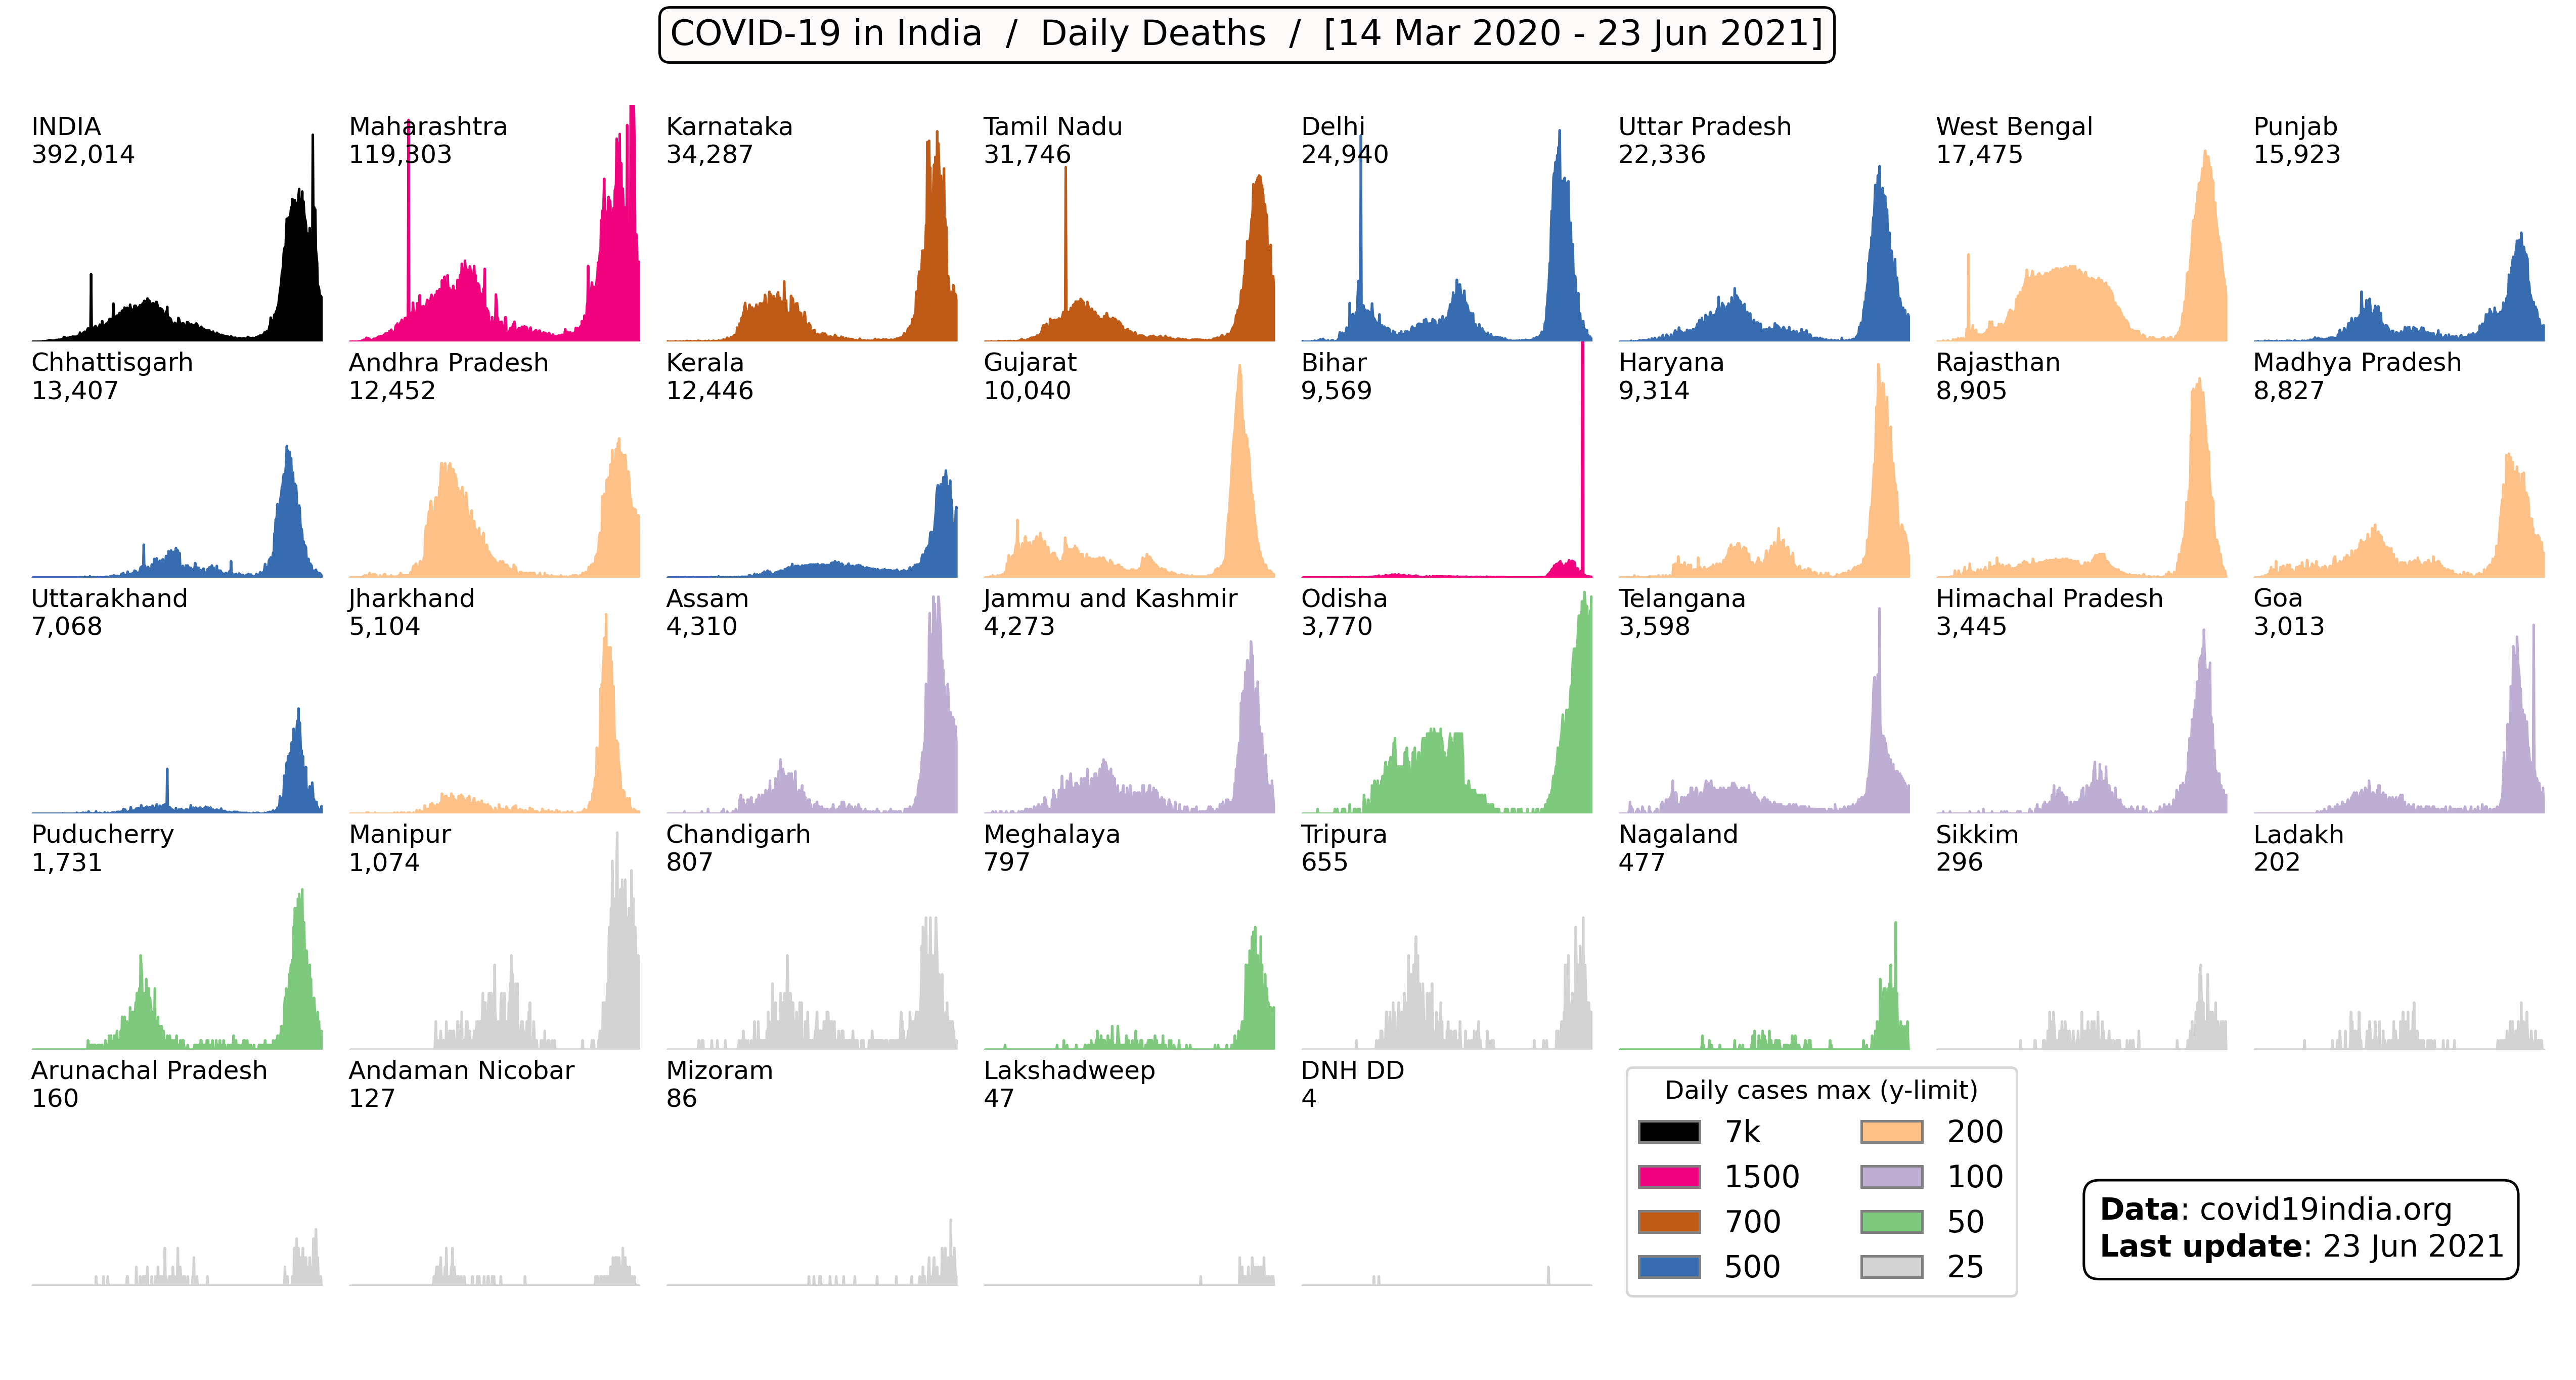 COVID-19 in India / Daily Deaths / [14 Mar 2020 - 23 Jun 2021]
INDIA
392,014
Maharashtra
119,303
Karnataka
34,287
Tamil Nadu
31,746
Delhi
24,940
Uttar Pradesh
22,336
West Bengal
17,475
Punjab
15,923
Chhattisgarh
13,407
Andhra Pradesh
12,452
Kerala
12,446
Gujarat
10,040
Bihar
9,569
Haryana
9,314
Rajasthan
8,905
Madhya Pradesh
8,827
Uttarakhand
7,068
Jharkhand
5,104
Assam
4,310
Jammu and Kashmir
4,273
Odisha
3,770
Telangana
3,598
Himachal Pradesh
3,445
Goa
3,013
Puducherry
1,731
Manipur
1,074
Chandigarh
807
Meghalaya
797
Tripura
655
Nagaland
477
Sikkim
296
Ladakh
202
Arunachal Pradesh
160
Andaman Nicobar
127
Mizoram
86
Lakshadweep
47
DNH DD
4
Daily cases max (y-limit)
7k
1500
700
500
200
100
50
25
Data: covid19india.org
Last update: 23 Jun 2021